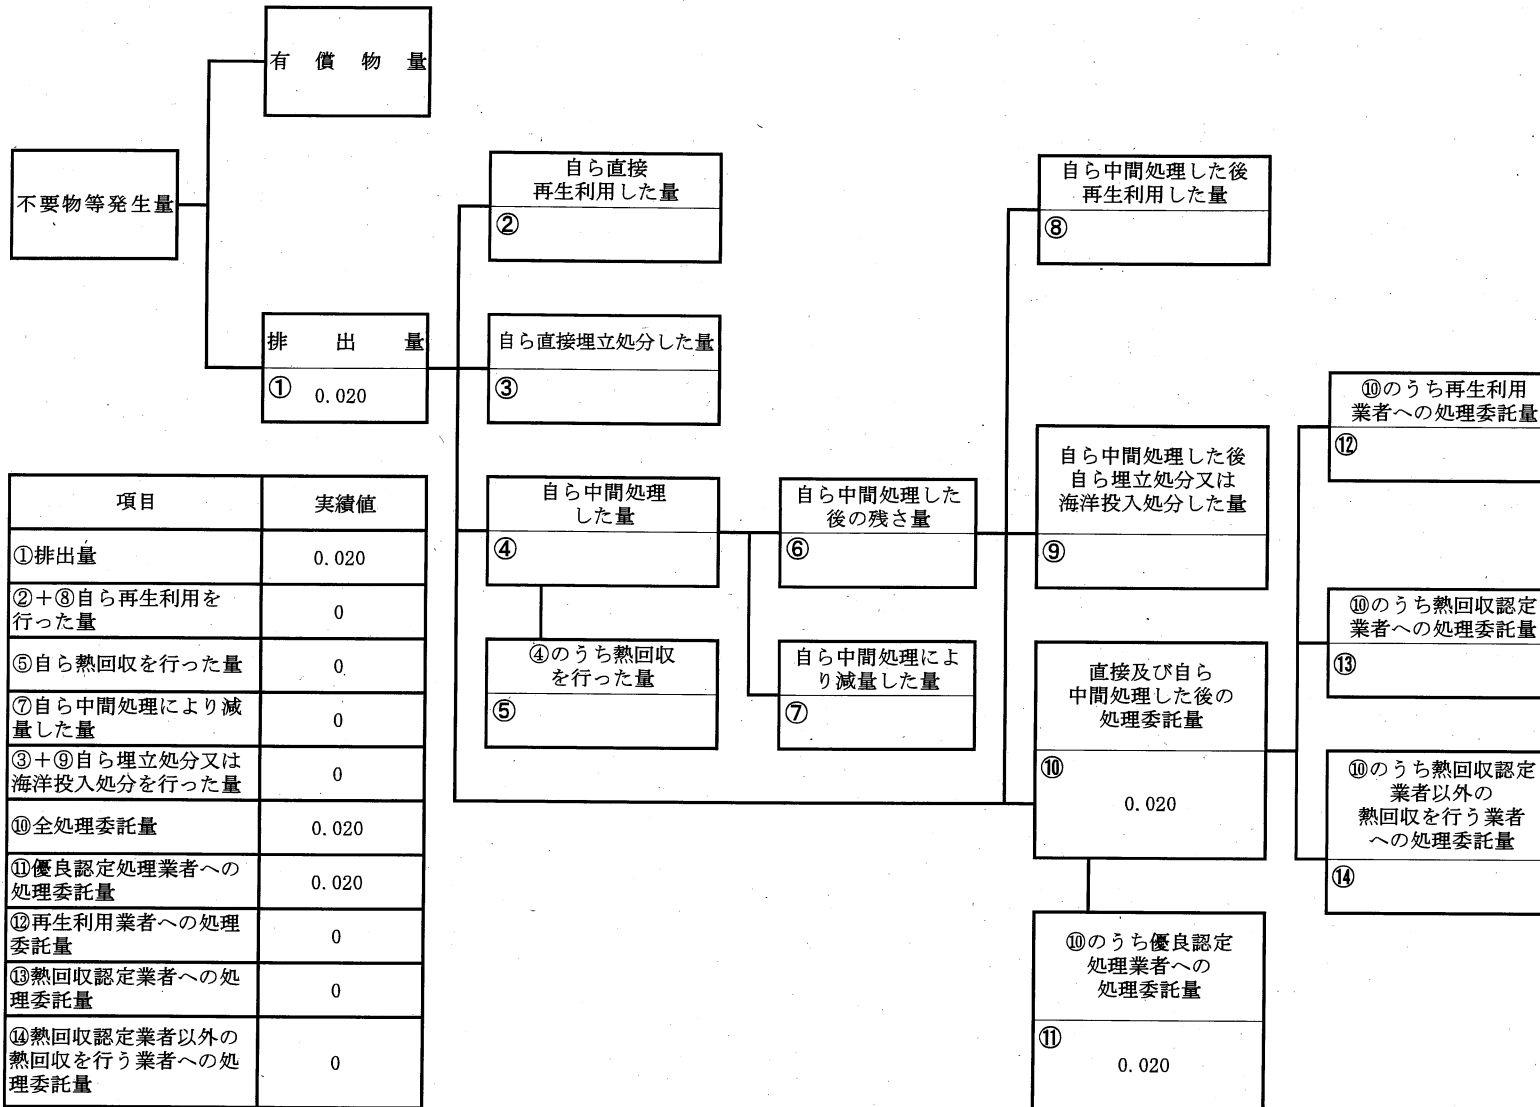 有償物量
不要物等発生量
排出量
① 0.020
自ら直接
再生利用した量
②
自ら直接埋立処分した量
③
自ら中間処理
した量
④
④のうち熱回収
を行った量
⑤
自ら中間処理した
後の残さ量
⑥
自ら中間処理によ
り減量した量
⑦
自ら中間処理した後
再生利用した量
⑧
自ら中間処理した後
自ら埋立処分又は
海洋投入処分した量
⑨
直接及び自ら
中間処理した後の
処理委託量
⑩
0.020
⑩のうち優良認定
処理業者への
処理委託量
⑪
0.020
⑩のうち再生利用
業者への処理委託量
⑫
⑩のうち熱回収認定
業者への処理委託量
⑬
⑩のうち熱回収認定
業者以外の
熱回収を行う業者
への処理委託量
⑭
項目 実績値
①排出量 0.020
②＋⑧自ら再生利用を
行った量 0
⑤自ら熱回収を行った量 0
⑦自ら中間処理により減
量した量 0
③＋⑨自ら埋立処分又は
海洋投入処分を行った量 0
⑩全処理委託量 0.020
⑪優良認定処理業者への
処理委託量 0.020
⑫再生利用業者への処理
委託量 0
⑬熱回収認定業者への処
理委託量 0
⑭熱回収認定業者以外の
熱回収を行う業者への処
理委託量 0